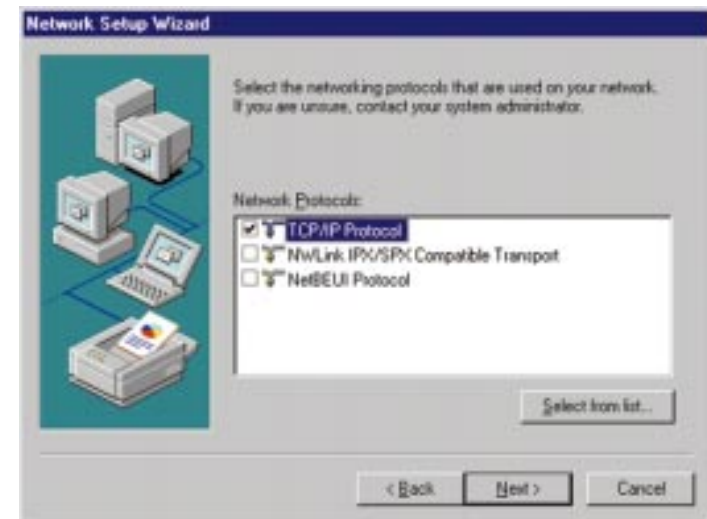 Network Setup Wizard
Select the networking protocols that are used on your network.
If you are unsure, contact your system administrator.
Network Protocols:
TCP/IP Protocol
NWLink IPX/SPX Compatible Transport
NetBEUI Protocol
Select from list...
< Back
Next >
Cancel